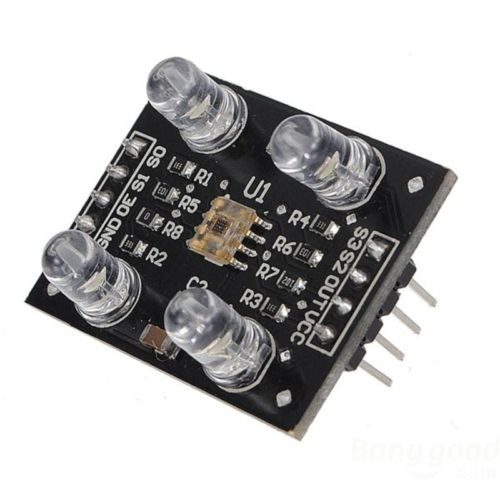 S0
S1
OE
GND
R1
R5
R8
R2
U1
C2
R4
R6
R7
R3
S3
S2
OUT
VCC
Banggood
.com